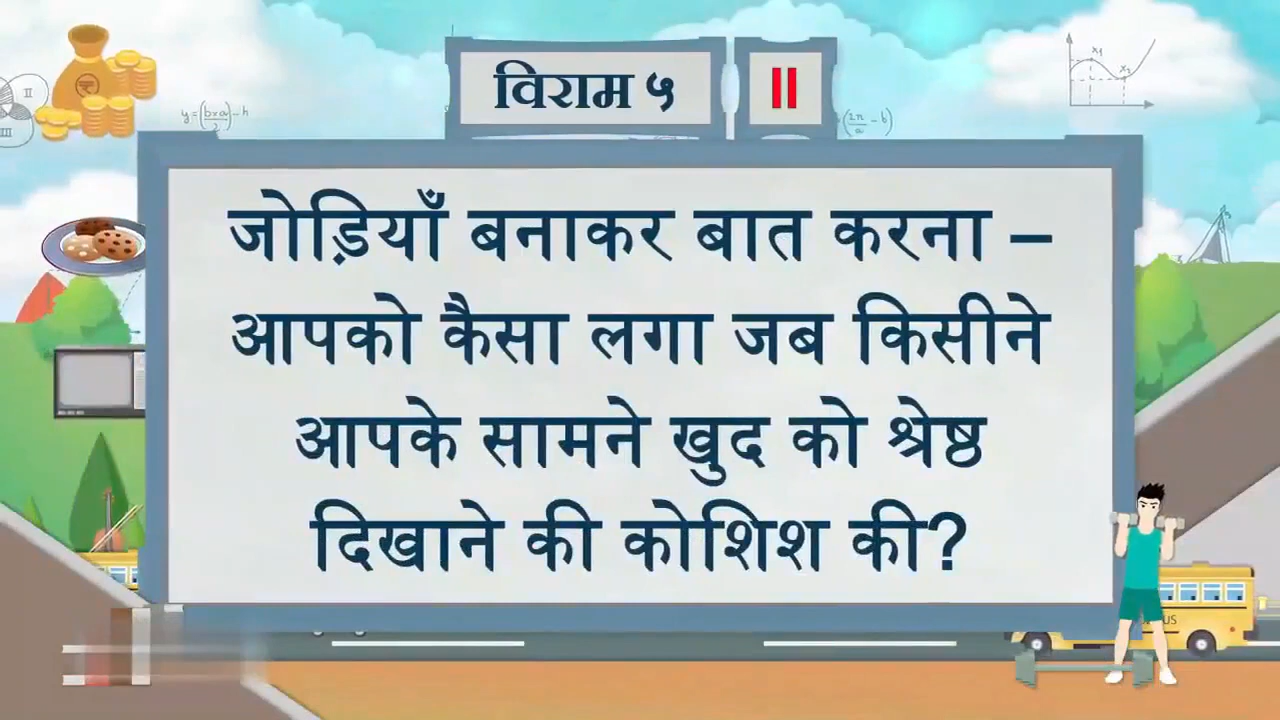 विराम ५
जोड़ियाँ बनाकर बात करना –
आपको कैसा लगा जब किसीने
आपके सामने खुद को श्रेष्ठ
दिखाने की कोशिश की?